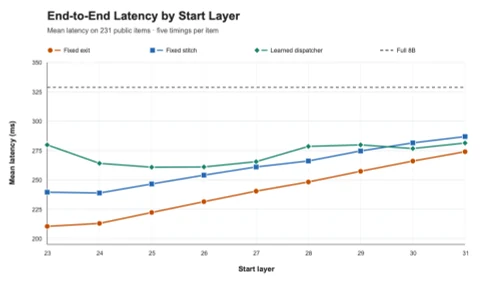 End-to-End Latency by Start Layer
Mean latency on 231 public items · five timings per item
Fixed exit Fixed stitch Learned dispatcher Full 8B
350
325
300
275
250
225
200
Mean latency (ms)
23 24 25 26 27 28 29 30 31
Start layer